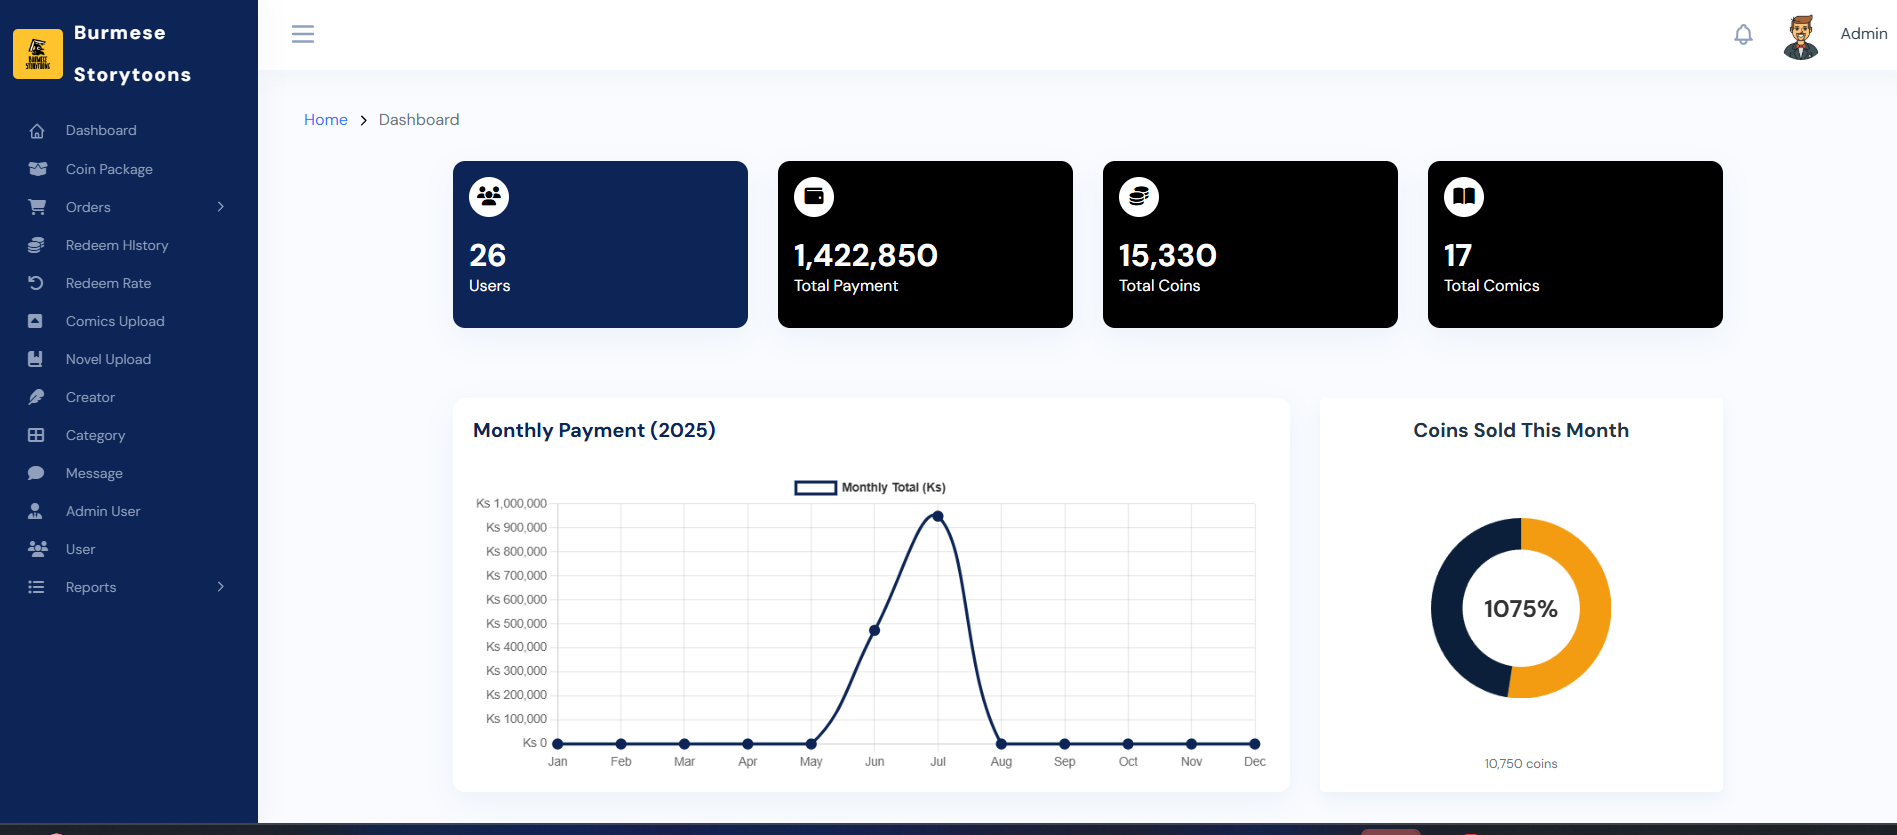 Burmese
Storytoons
BURMESE
STORYTOONS
Admin
Dashboard
Coin Package
Orders
Redeem HIstory
Redeem Rate
Comics Upload
Novel Upload
Creator
Category
Message
Admin User
User
Reports
Home > Dashboard
26
Users
1,422,850
Total Payment
15,330
Total Coins
17
Total Comics
Monthly Payment (2025)
Monthly Total (Ks)
Ks 1,000,000
Ks 900,000
Ks 800,000
Ks 700,000
Ks 600,000
Ks 500,000
Ks 400,000
Ks 300,000
Ks 200,000
Ks 100,000
Ks 0
Jan Feb Mar Apr May Jun Jul Aug Sep Oct Nov Dec
Coins Sold This Month
1075%
10,750 coins